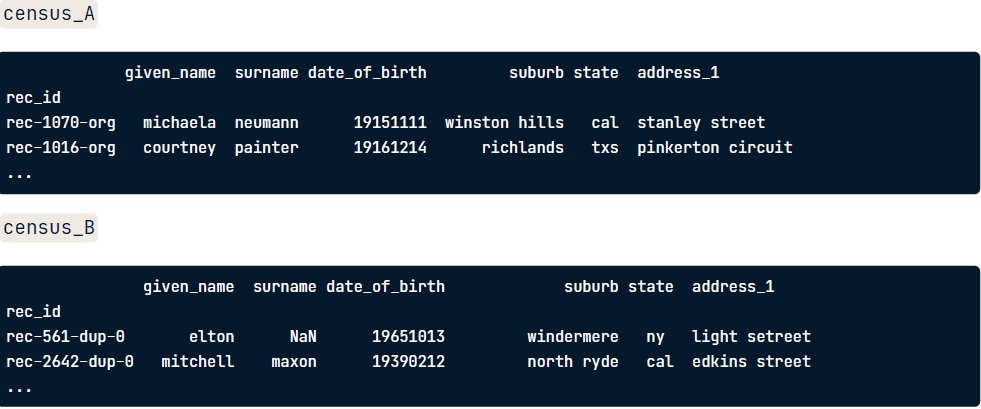 census_A
given_name surname date_of_birth suburb state address_1
rec_id
rec-1070-org michaela neumann 19151111 winston hills cal stanley street
rec-1016-org courtney painter 19161214 richlands txs pinkerton circuit
...
census_B
given_name surname date_of_birth suburb state address_1
rec_id
rec-561-dup-0 elton NaN 19651013 windermere ny light setreet
rec-2642-dup-0 mitchell maxon 19390212 north ryde cal edkins street
...